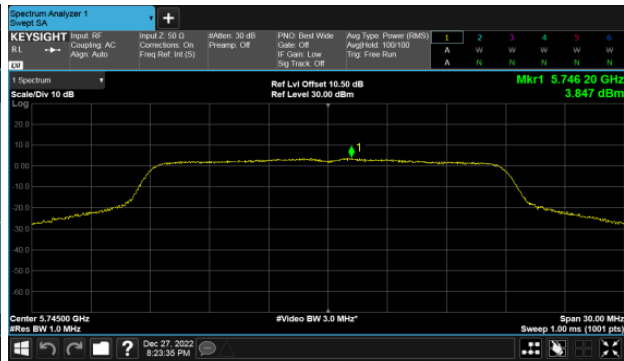 Spectrum Analyzer 1
Swept SA
+
KEYSIGHT Input: RF Input Z: 50 Ω #Atten: 30 dB PNO: Best Wide Avg Type: Power (RMS) 1 2 3 4 5 6
RL Coupling: AC Corrections: On Preamp: Off Gate: Off Avg|Hold: 100/100 A W W W W W
Align: Auto Freq Ref: Int (S) IF Gain: Low Trig: Free Run A N N N N N
LXI Sig Track: Off
1 Spectrum Ref Lvl Offset 10.50 dB Mkr1 5.746 20 GHz
Scale/Div 10 dB Ref Level 30.00 dBm 3.847 dBm
Log
20.0
10.0
1
0.00
-10.0
-20.0
-30.0
-40.0
-50.0
-60.0
Center 5.74500 GHz #Video BW 3.0 MHz* Span 30.00 MHz
#Res BW 1.0 MHz Sweep 1.00 ms (1001 pts)
? Dec 27, 2022
8:23:35 PM